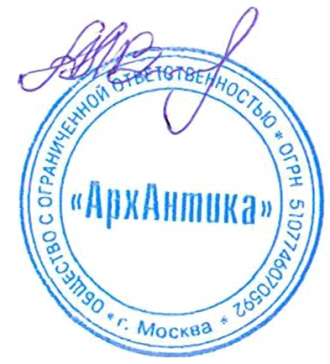 ОБЩЕСТВО С ОГРАНИЧЕННОЙ ОТВЕТСТВЕННОСТЬЮ * ОГРН 5107746070592 *
г. Москва *
«АрхАнтика»